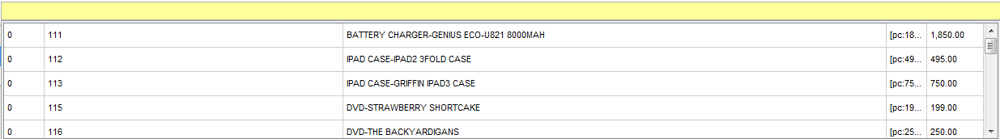 0 111 BATTERY CHARGER-GENIUS ECO-U821 8000MAH [pc:18... 1,850.00
0 112 IPAD CASE-IPAD2 3FOLD CASE [pc:49... 495.00
0 113 IPAD CASE-GRIFFIN IPAD3 CASE [pc:75... 750.00
0 115 DVD-STRAWBERRY SHORTCAKE [pc:19... 199.00
0 116 DVD-THE BACKYARDIGANS [pc:25... 250.00